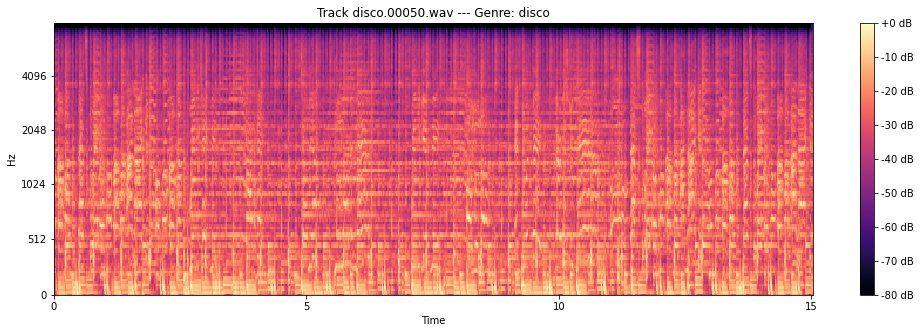 Track disco.00050.wav --- Genre: disco
Hz
4096
2048
1024
512
0
0
5
10
15
Time
+0 dB
-10 dB
-20 dB
-30 dB
-40 dB
-50 dB
-60 dB
-70 dB
-80 dB